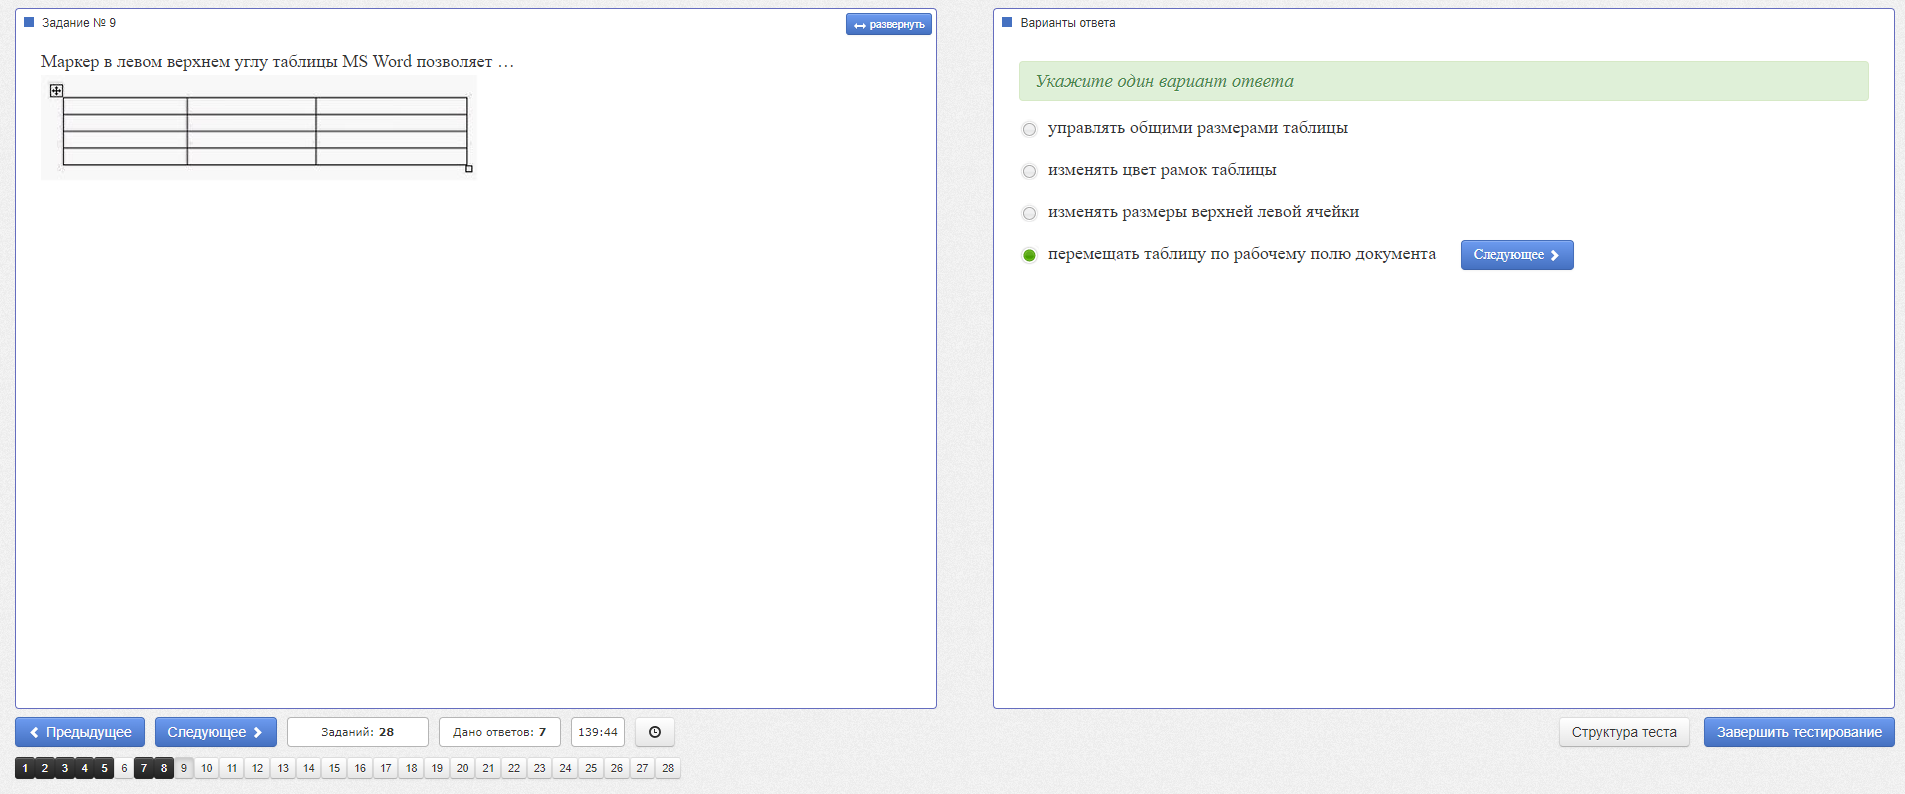 Задание № 9
развернуть
Маркер в левом верхнем углу таблицы MS Word позволяет …
Варианты ответа
Укажите один вариант ответа
управлять общими размерами таблицы
изменять цвет рамок таблицы
изменять размеры верхней левой ячейки
перемещать таблицу по рабочему полю документа
Следующее
Предыдущее
Следующее
Заданий: 28
Дано ответов: 7
139:44
Структура теста
Завершить тестирование
1 2 3 4 5 6 7 8 9 10 11 12 13 14 15 16 17 18 19 20 21 22 23 24 25 26 27 28